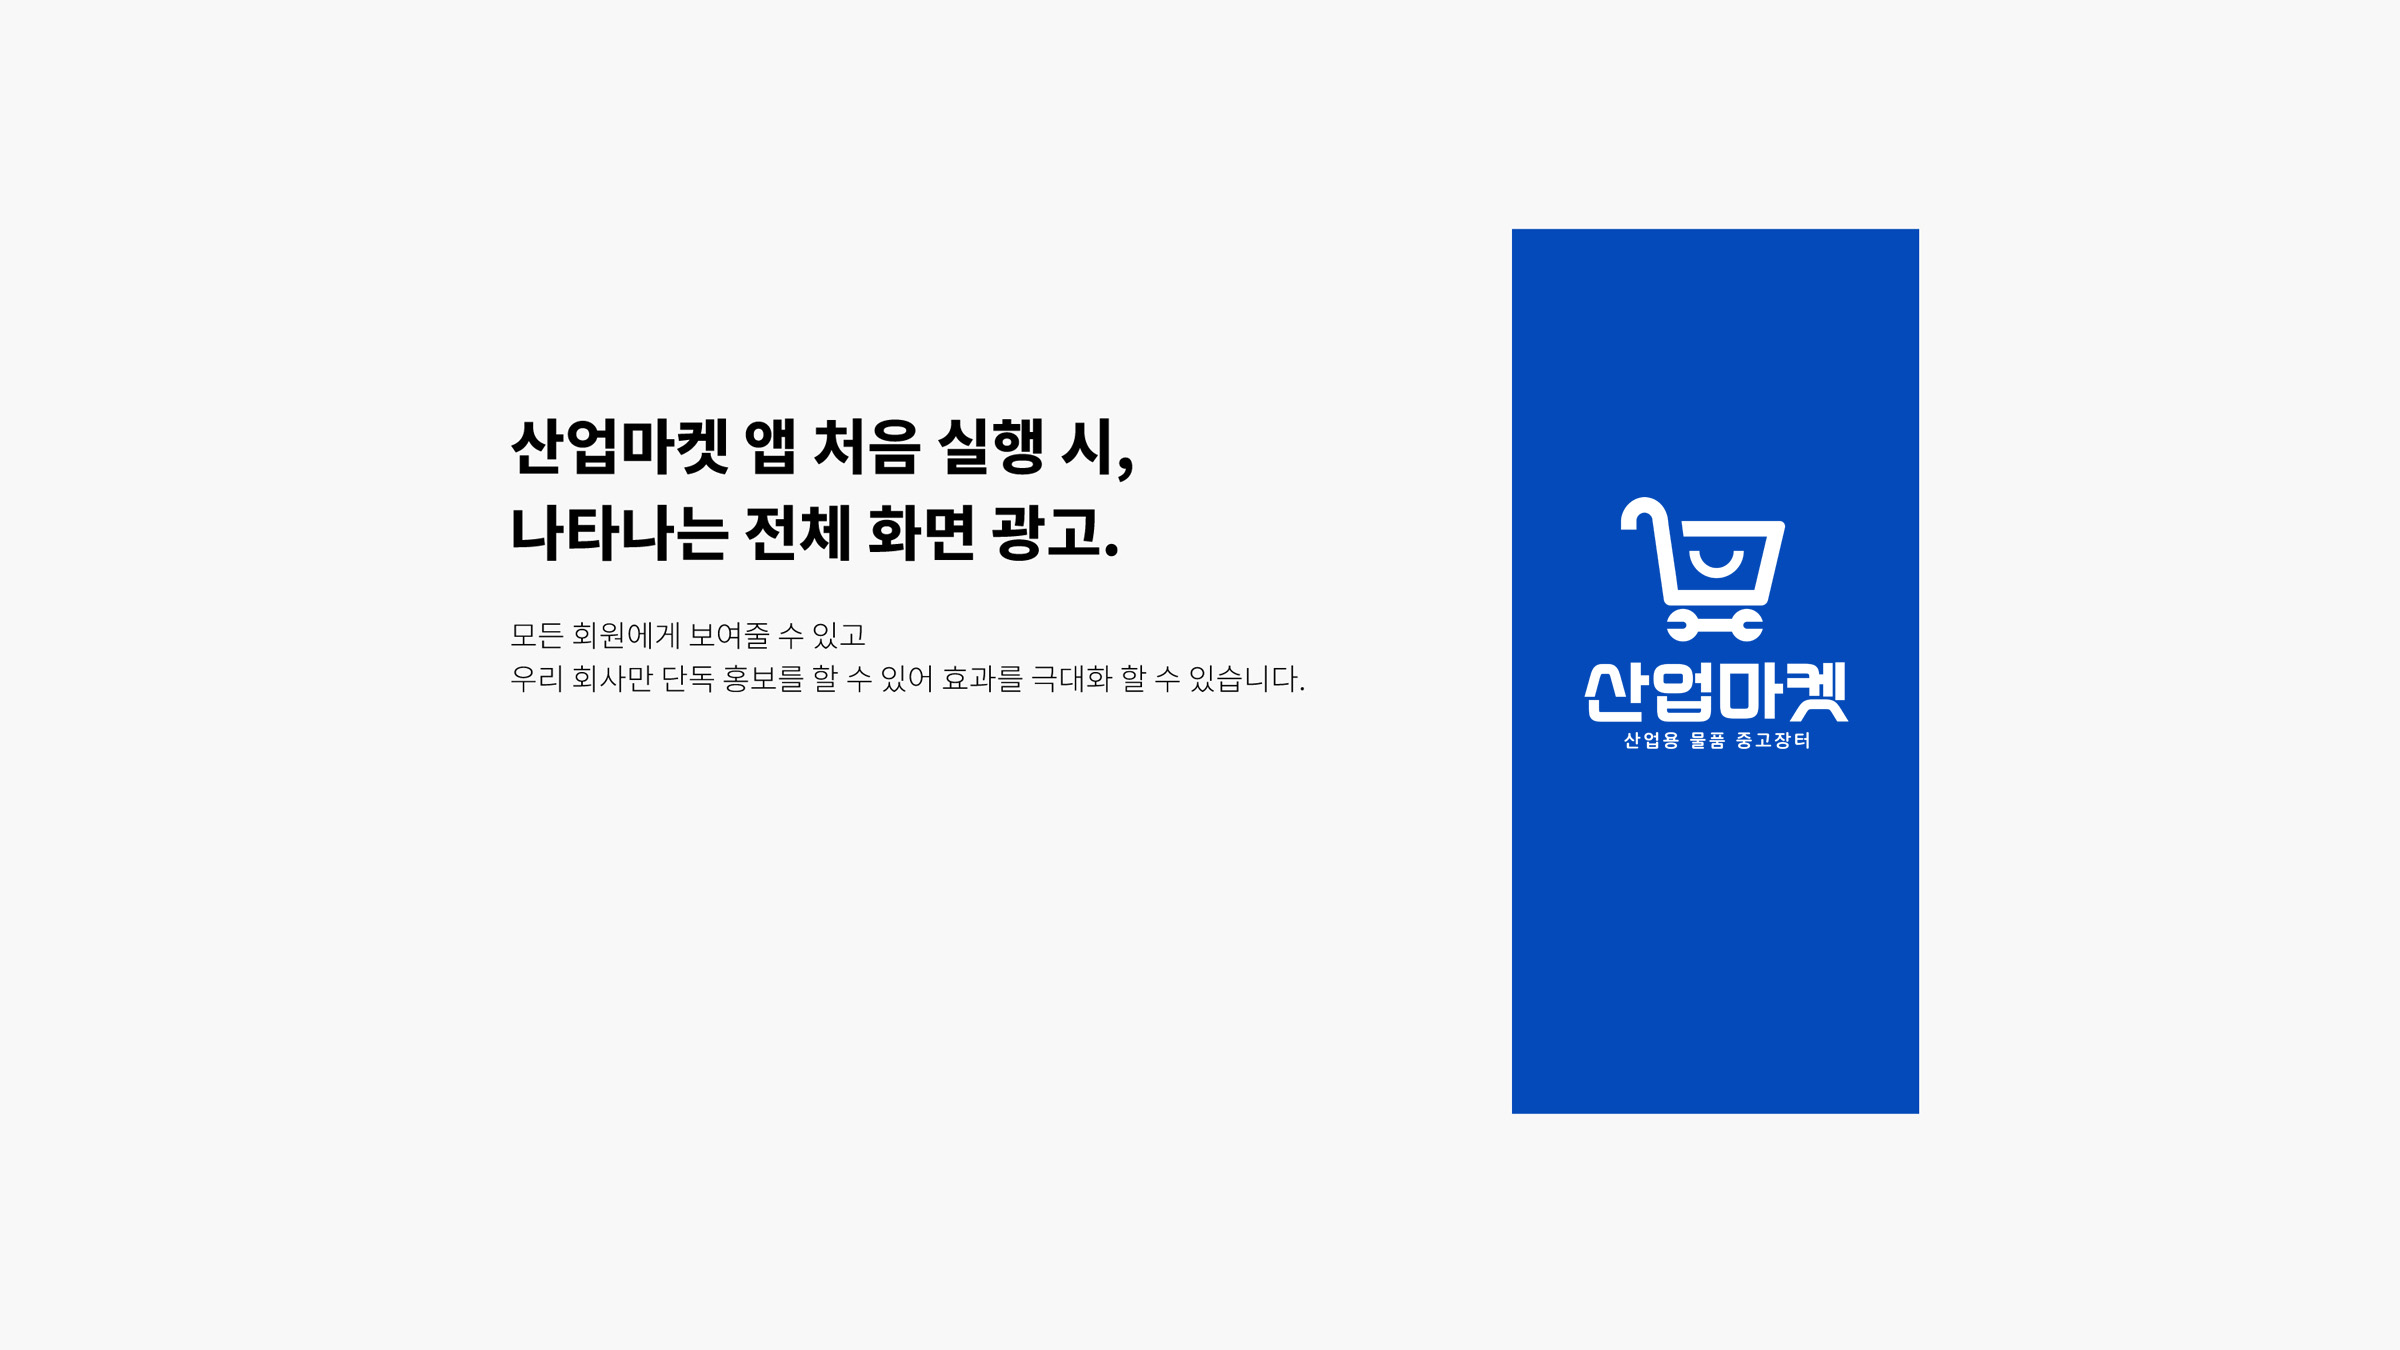 산업마켓 앱 처음 실행 시,
나타나는 전체 화면 광고.
모든 회원에게 보여줄 수 있고
우리 회사만 단독 홍보를 할 수 있어 효과를 극대화 할 수 있습니다.
산업마켓
산업용 물품 중고장터